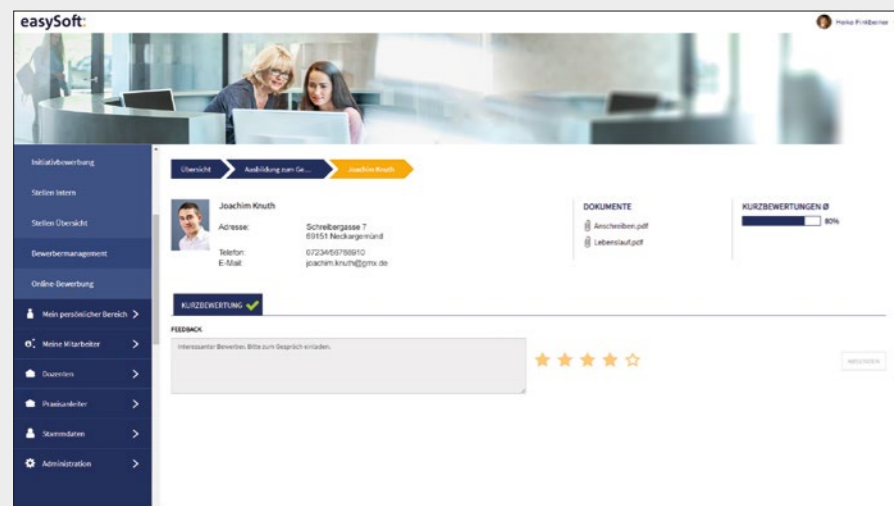 easySoft:
Heike Finkbeiner
Initiativbewerbung
Stellen Intern
Stellen Übersicht
Bewerbermanagement
Online-Bewerbung
Mein persönlicher Bereich
Meine Mitarbeiter
Dozenten
Praxisanleiter
Stammdaten
Administration
Übersicht
Ausbildung zum Ge...
Joachim Knuth
Joachim Knuth
Adresse: Schreibergasse 7
69151 Neckargemünd
Telefon: 07234/56788910
E-Mail: joachim.knuth@gmx.de
DOKUMENTE
Anschreiben.pdf
Lebenslauf.pdf
KURZBEWERTUNGEN Ø
80%
KURZBEWERTUNG
FEEDBACK
Interessanter Bewerber. Bitte zum Gespräch einladen.
ABSENDEN